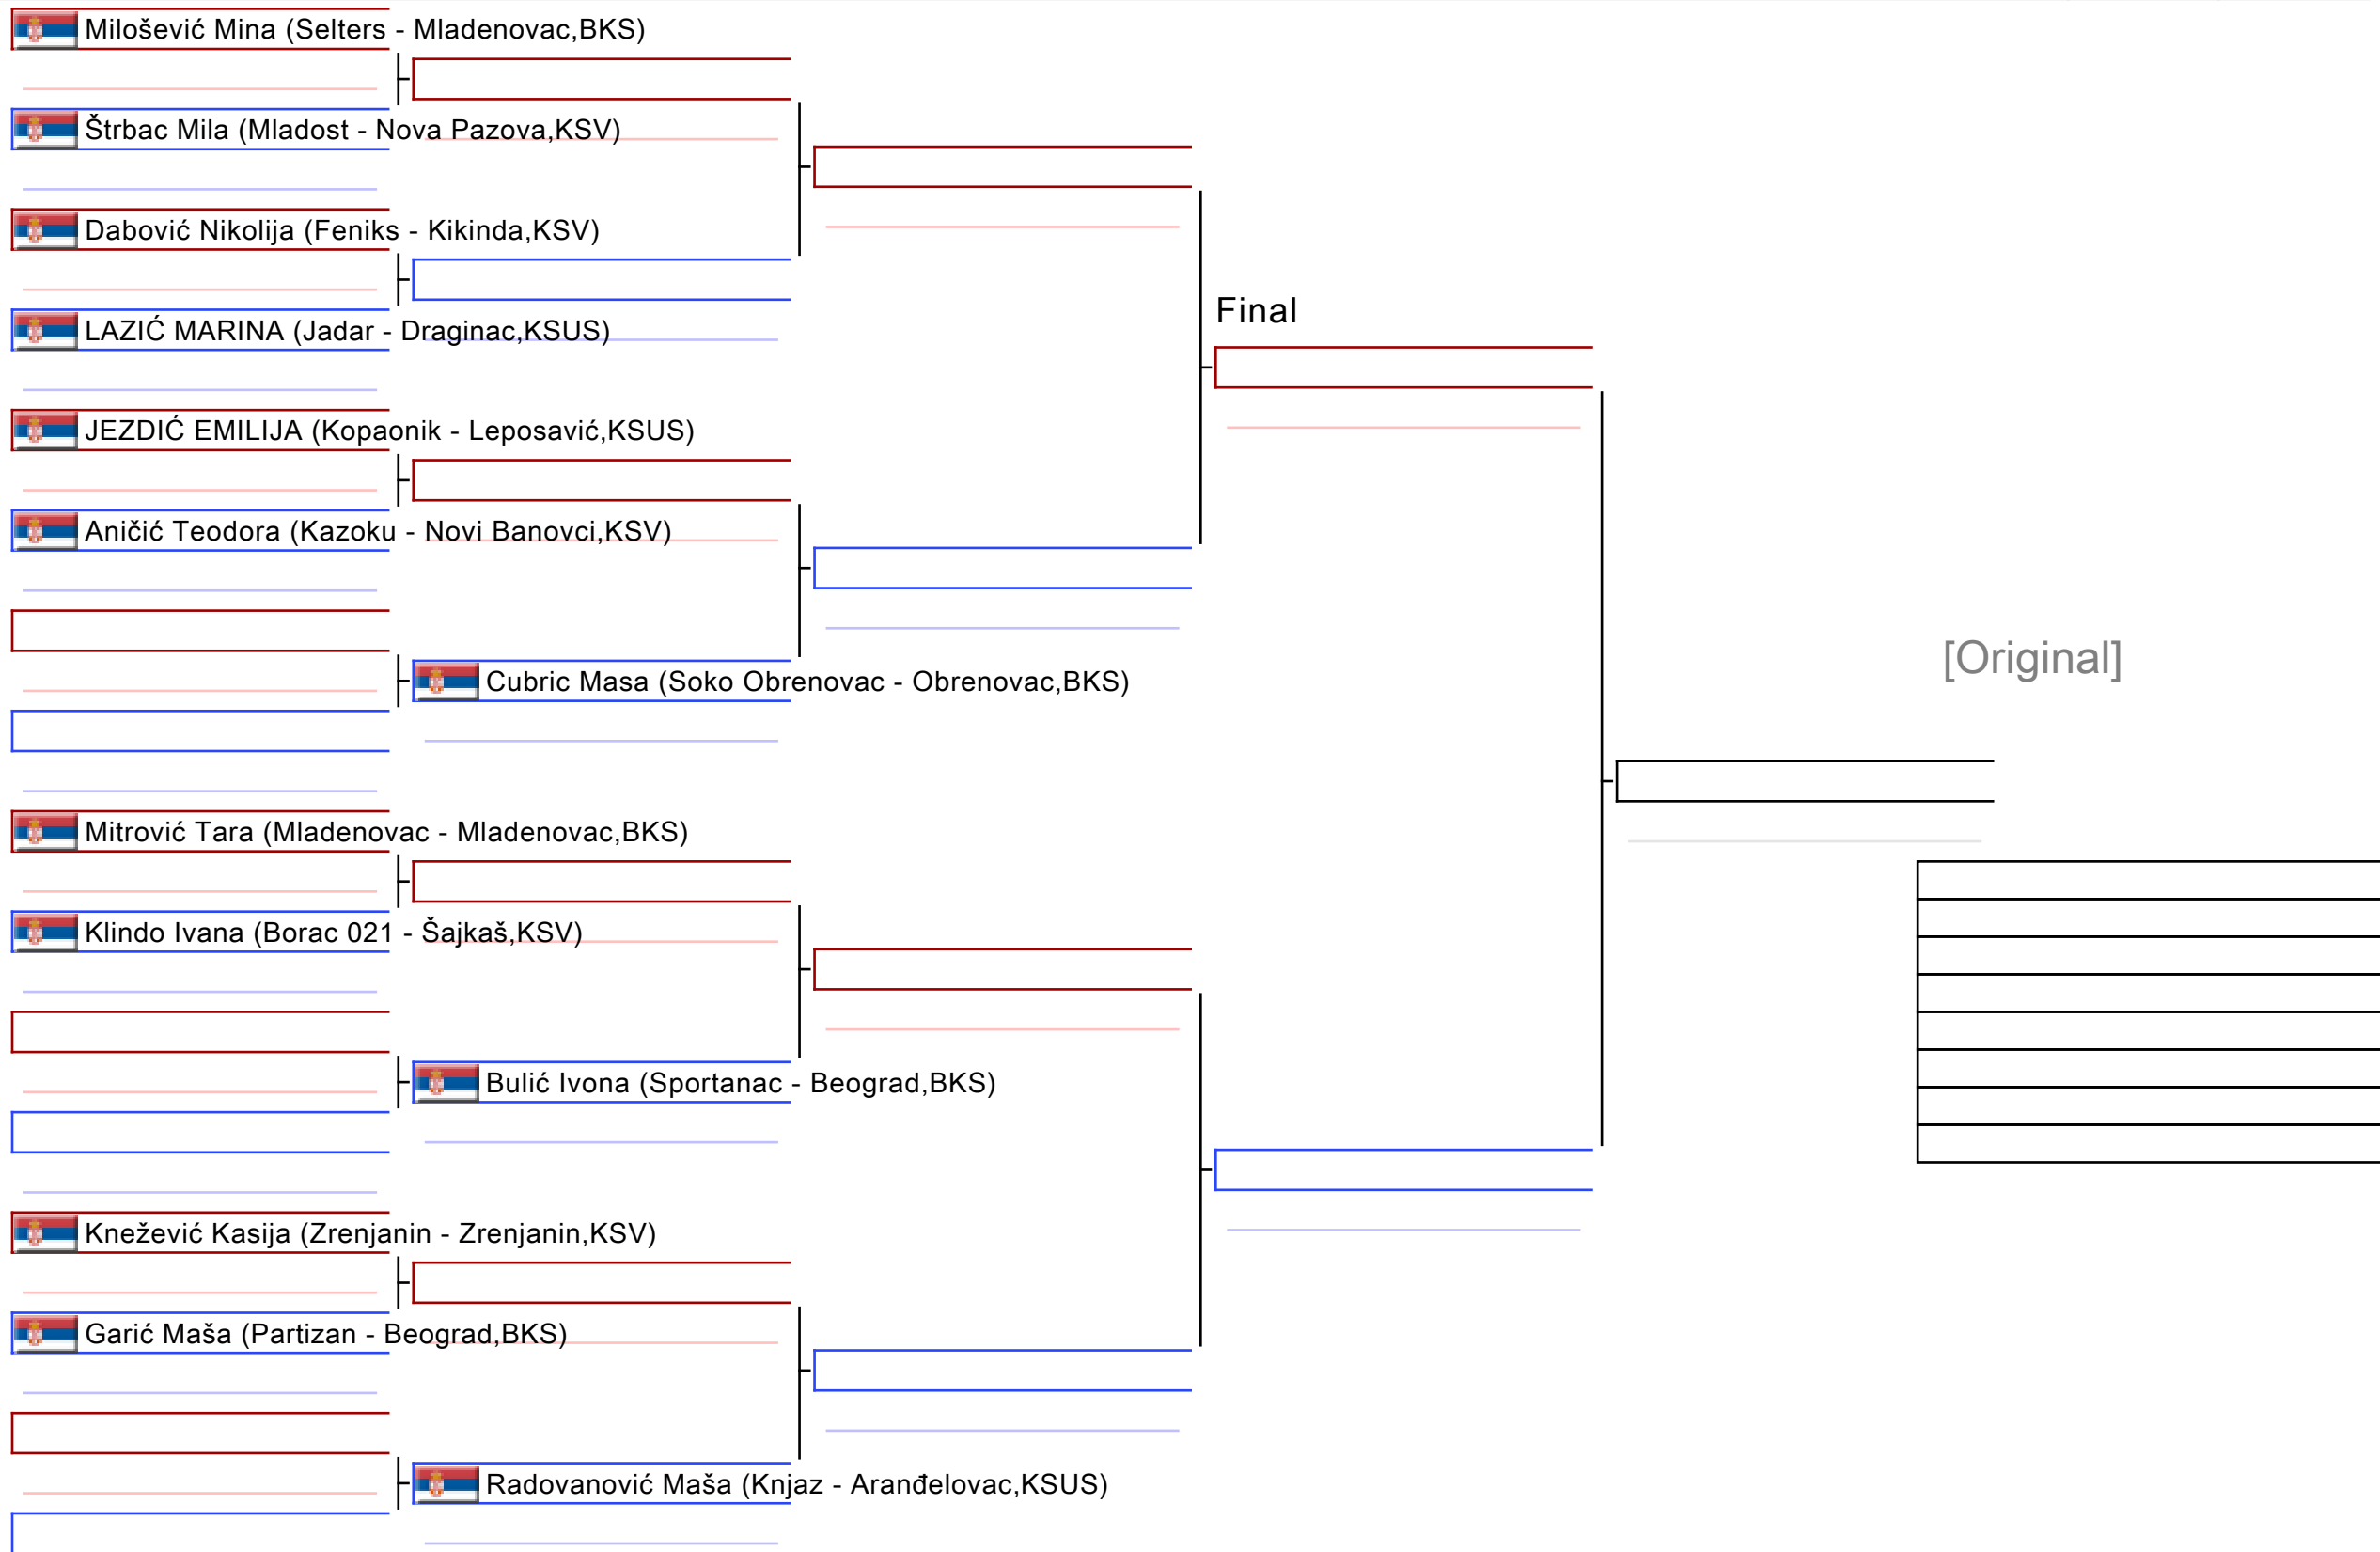 Milošević Mina (Selters - Mladenovac,BKS)
Štrbac Mila (Mladost - Nova Pazova,KSV)
Dabović Nikolija (Feniks - Kikinda,KSV)
Final
LAZIĆ MARINA (Jadar - Draginac,KSUS)
JEZDIĆ EMILIJA (Kopaonik - Leposavić,KSUS)
Aničić Teodora (Kazoku - Novi Banovci,KSV)
[Original]
Cubric Masa (Soko Obrenovac - Obrenovac,BKS)
Mitrović Tara (Mladenovac - Mladenovac,BKS)
Klindo Ivana (Borac 021 - Šajkaš,KSV)
Bulić Ivona (Sportanac - Beograd,BKS)
Knežević Kasija (Zrenjanin - Zrenjanin,KSV)
Garić Maša (Partizan - Beograd,BKS)
Radovanović Maša (Knjaz - Aranđelovac,KSUS)